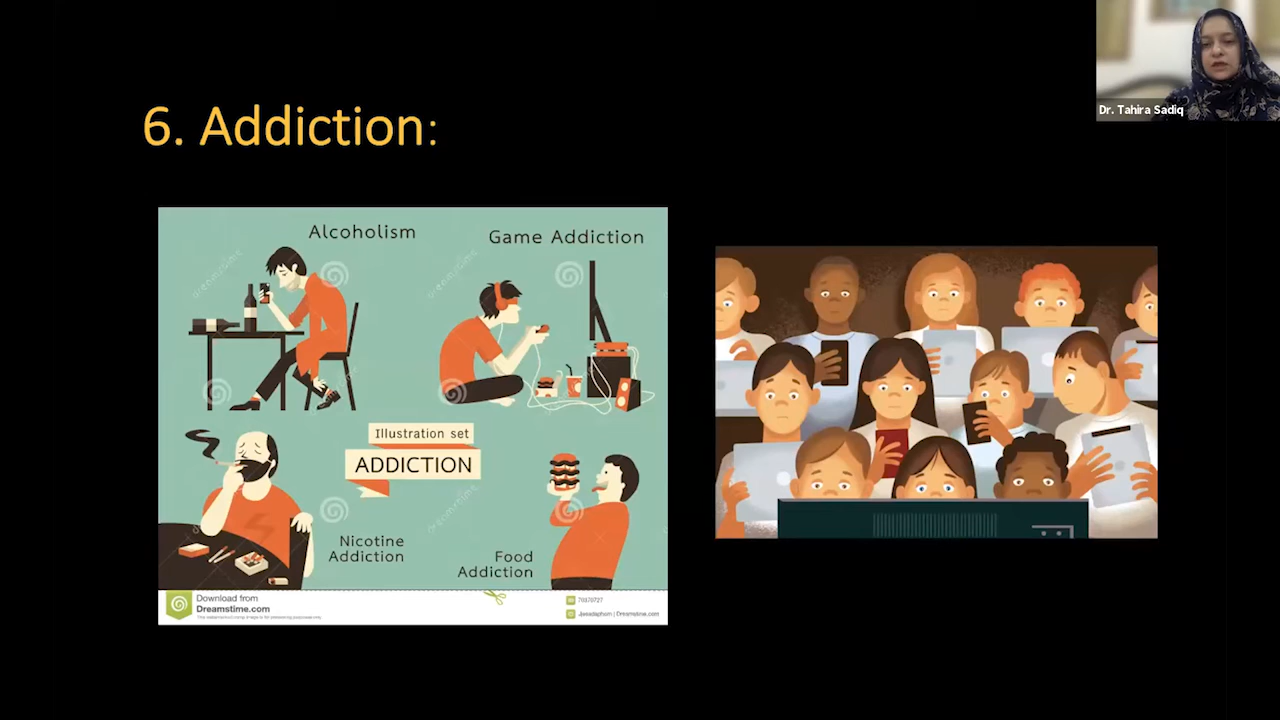 Dr. Tahira Sadiq
6. Addiction:
Alcoholism
Game Addiction
Illustration set
ADDICTION
Nicotine
Addiction
Food
Addiction
Download from
Dreamstime.com